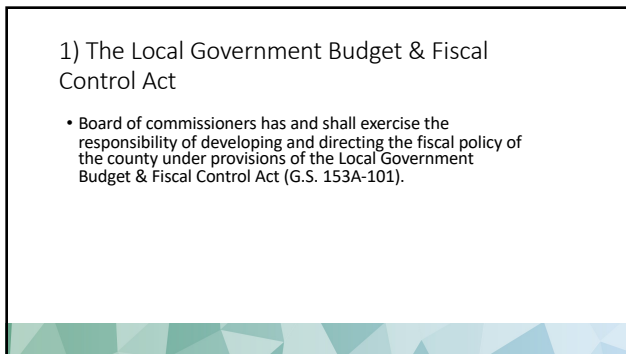 1) The Local Government Budget & Fiscal
Control Act
• Board of commissioners has and shall exercise the
responsibility of developing and directing the fiscal policy of
the county under provisions of the Local Government
Budget & Fiscal Control Act (G.S. 153A-101).